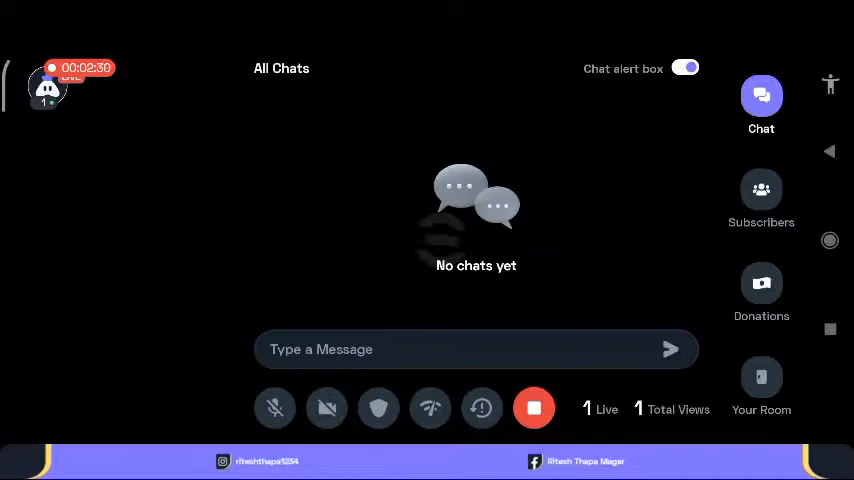 00:02:30
LIVE
1
All Chats
Chat alert box
Chat
Subscribers
No chats yet
Donations
Type a Message
1 Live 1 Total Views
Your Room
riteshthapa1234
Ritesh Thapa Magar